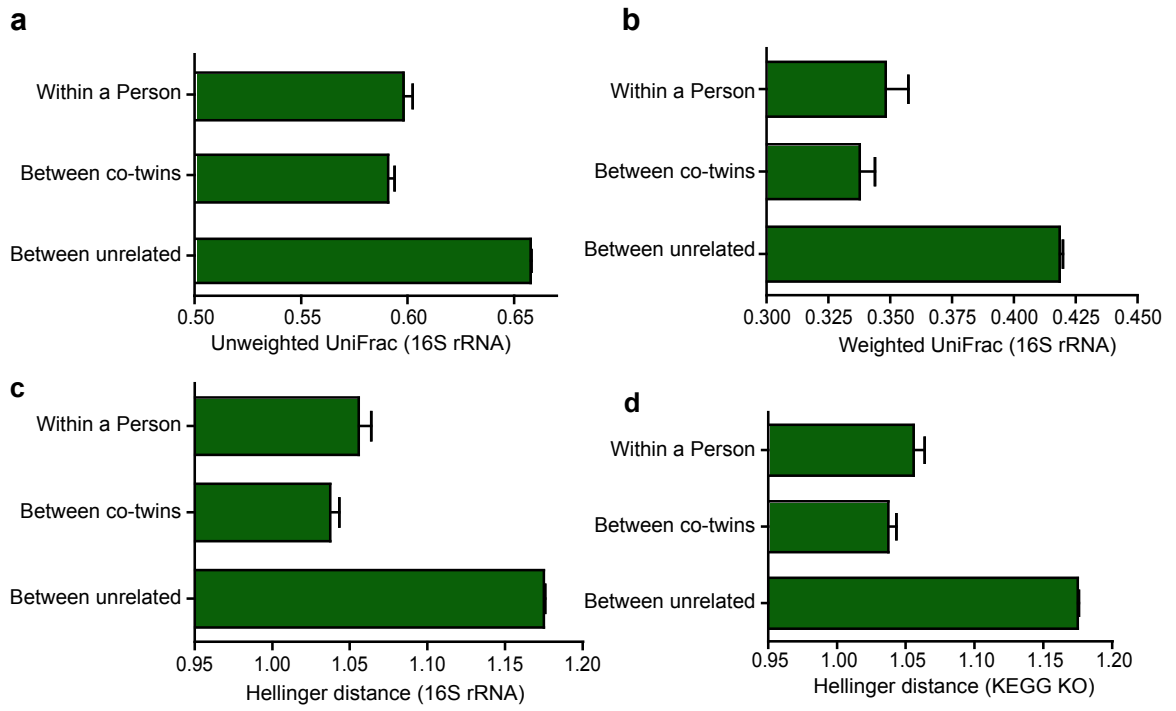 a
Within a Person
Between co-twins
Between unrelated
0.50 0.55 0.60 0.65
Unweighted UniFrac (16S rRNA)
b
Within a Person
Between co-twins
Between unrelated
0.300 0.325 0.350 0.375 0.400 0.425 0.450
Weighted UniFrac (16S rRNA)
c
Within a Person
Between co-twins
Between unrelated
0.95 1.00 1.05 1.10 1.15 1.20
Hellinger distance (16S rRNA)
d
Within a Person
Between co-twins
Between unrelated
0.95 1.00 1.05 1.10 1.15 1.20
Hellinger distance (KEGG KO)